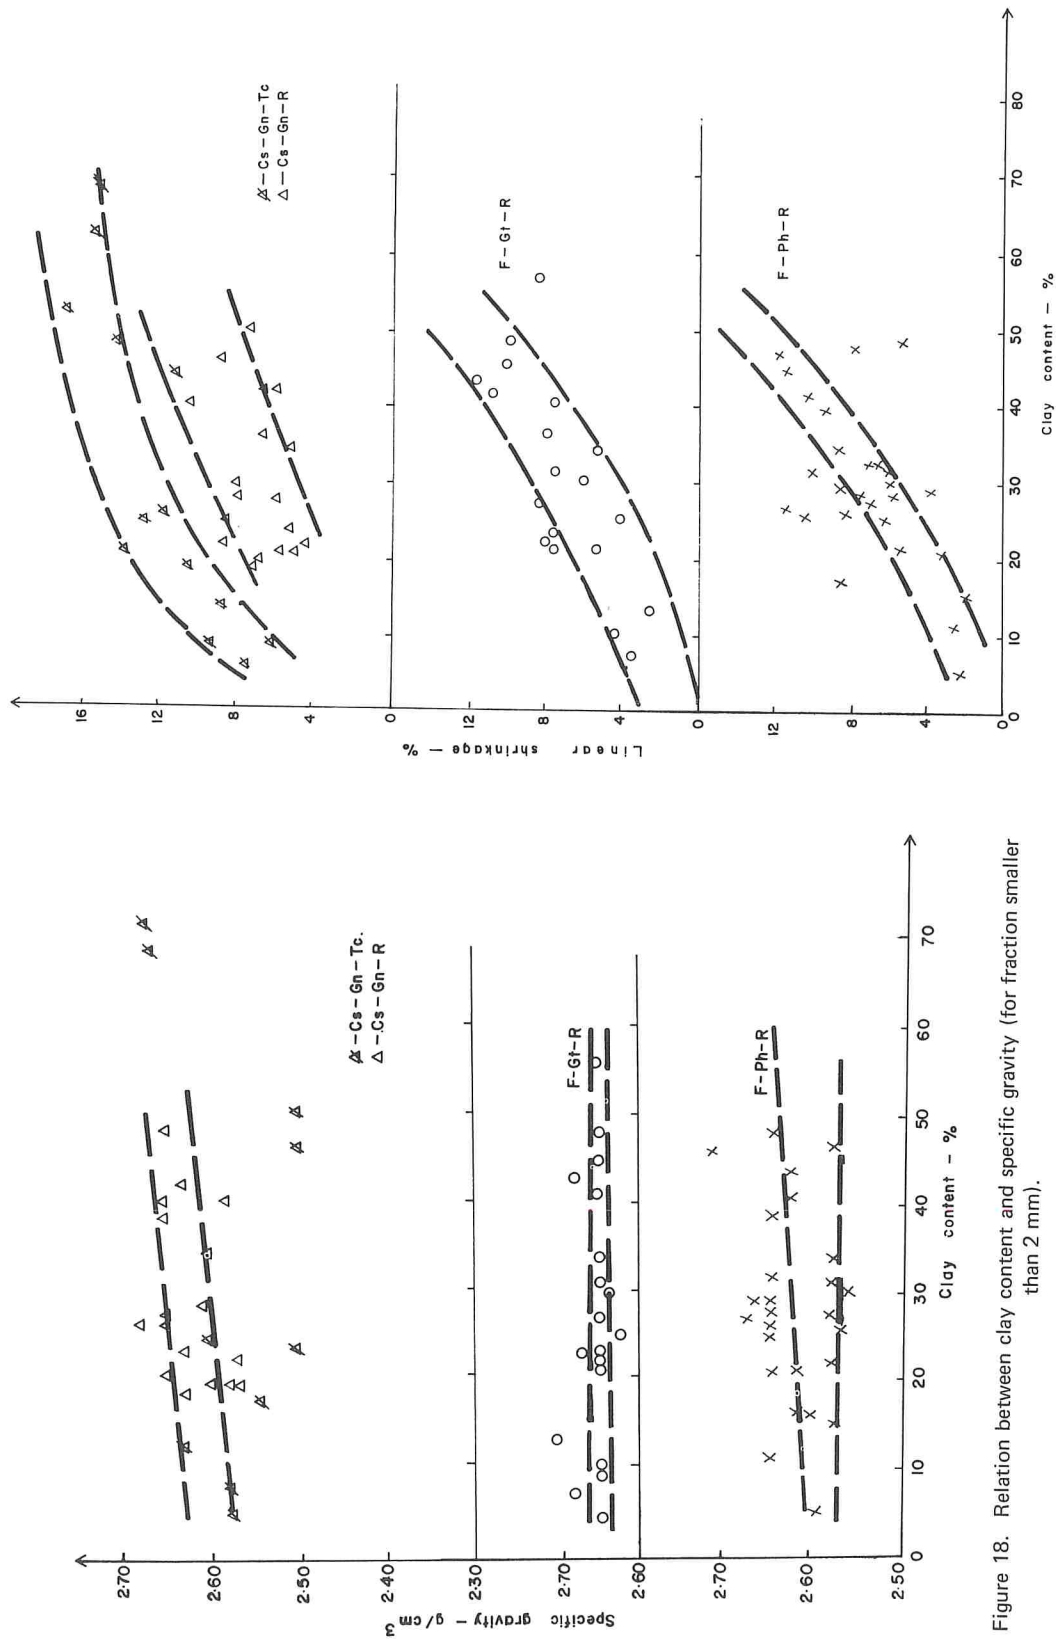 2·70
2·60
2·50
2·40
2·30
2·70
2·60
2·70
2·60
2·50
Specific gravity – g/cm³
0
10
20
30
40
50
60
70
Clay content – %
Cs – Gn – Tc.
Cs – Gn – R
F-Gt-R
F-Ph-R
16
12
8
4
0
12
8
4
0
12
8
4
0
Linear shrinkage – %
0
10
20
30
40
50
60
70
80
Clay content – %
Cs–Gn–Tc
Cs–Gn–R
F–Gt–R
F–Ph–R
Figure 18. Relation between clay content and specific gravity (for fraction smaller
than 2 mm).